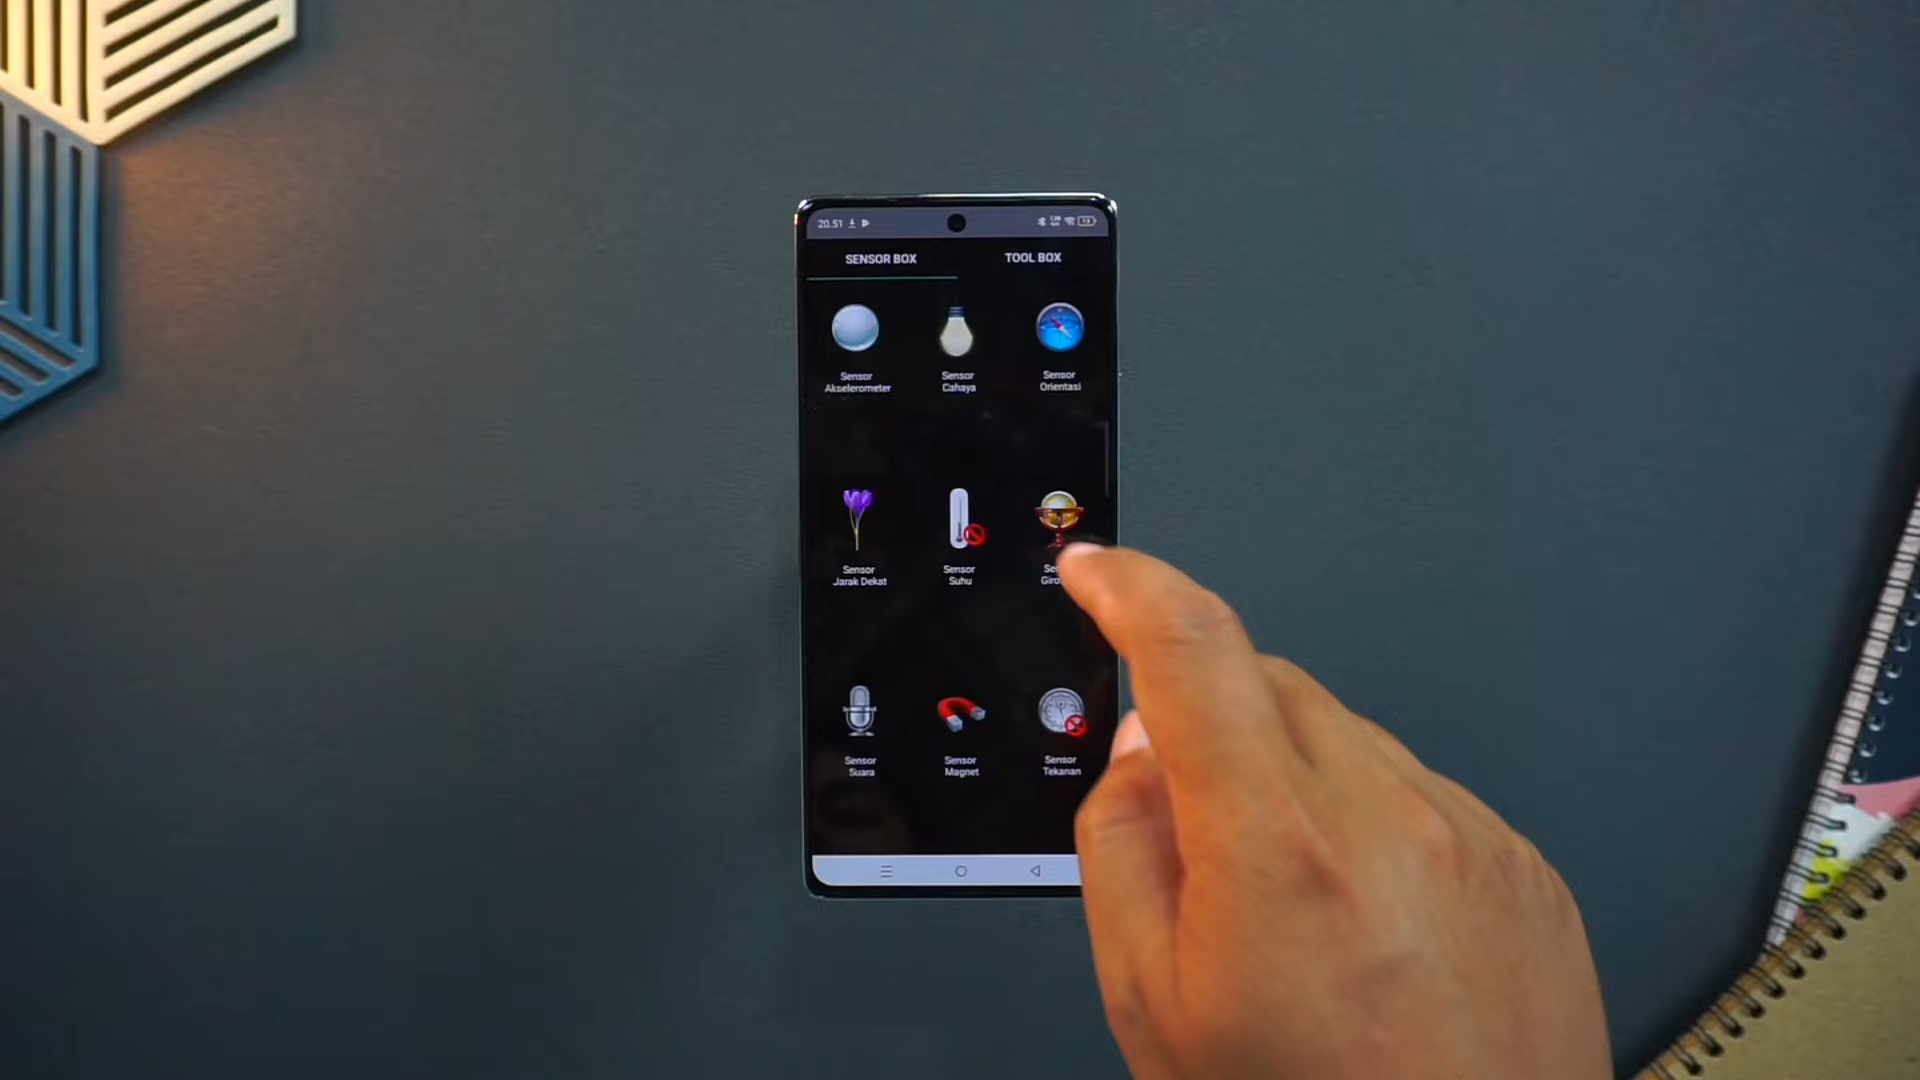 20.51
SENSOR BOX
TOOL BOX
Sensor
Akselerometer
Sensor
Cahaya
Sensor
Orientasi
Sensor
Jarak Dekat
Sensor
Suhu
Sensor
Suara
Sensor
Magnet
Sensor
Tekanan